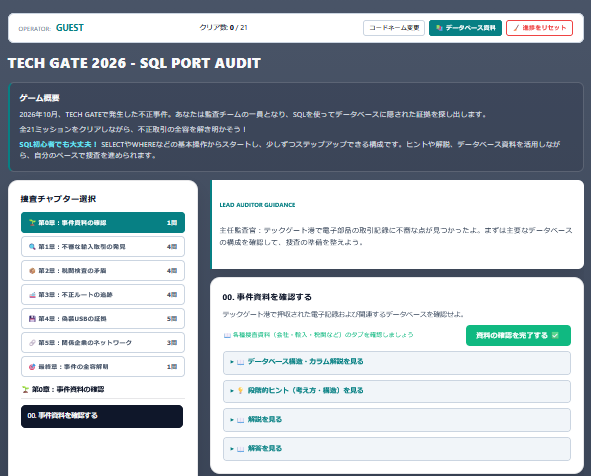 OPERATOR: GUEST
クリア数: 0 / 21
コードネーム変更
データベース資料
進捗をリセット
TECH GATE 2026 - SQL PORT AUDIT
ゲーム概要
2026年10月、TECH GATEで発生した不正事件。あなたは監査チームの一員となり、SQLを使ってデータベースに隠された証拠を探し出します。
全21ミッションをクリアしながら、不正取引の全容を解き明かそう！
SQL初心者でも大丈夫！ SELECTやWHEREなどの基本操作からスタートし、少しずつステップアップできる構成です。ヒントや解説、データベース資料を活用しなが
ら、自分のペースで捜査を進められます。
捜査チャプター選択
第0章：事件資料の確認 1問
第1章：不審な輸入取引の発見 4問
第2章：税関検査の矛盾 4問
第3章：不正ルートの追跡 4問
第4章：偽装USBの証拠 5問
第5章：関係企業のネットワーク 3問
最終章：事件の全容解明 1問
第0章：事件資料の確認
00. 事件資料を確認する
LEAD AUDITOR GUIDANCE
主任監査官：テックゲート港で電子部品の取引記録に不審な点が見つかったよ。まずは主要なデータベース
の構成を確認して、捜査の準備を整えよう。
00. 事件資料を確認する
テックゲート港で押収された電子記録および関連するデータベースを確認せよ。
各種捜査資料（会社・輸入・税関など）のタブを確認しましょう
資料の確認を完了する
データベース構造・カラム解説を見る
段階的ヒント（考え方・構造）を見る
解説を見る
解答を見る